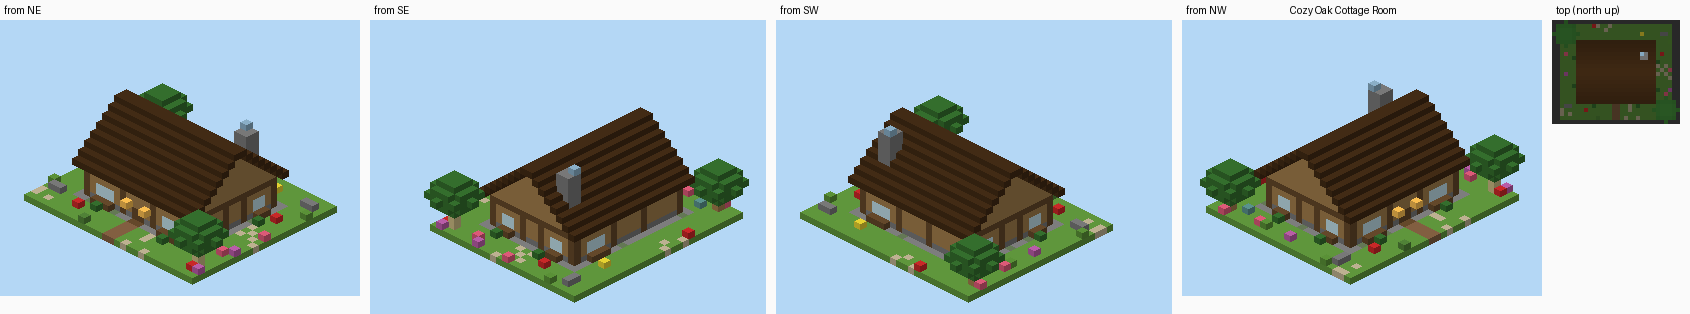 from NE
from SE
from SW
from NW
Cozy Oak Cottage Room
top (north up)